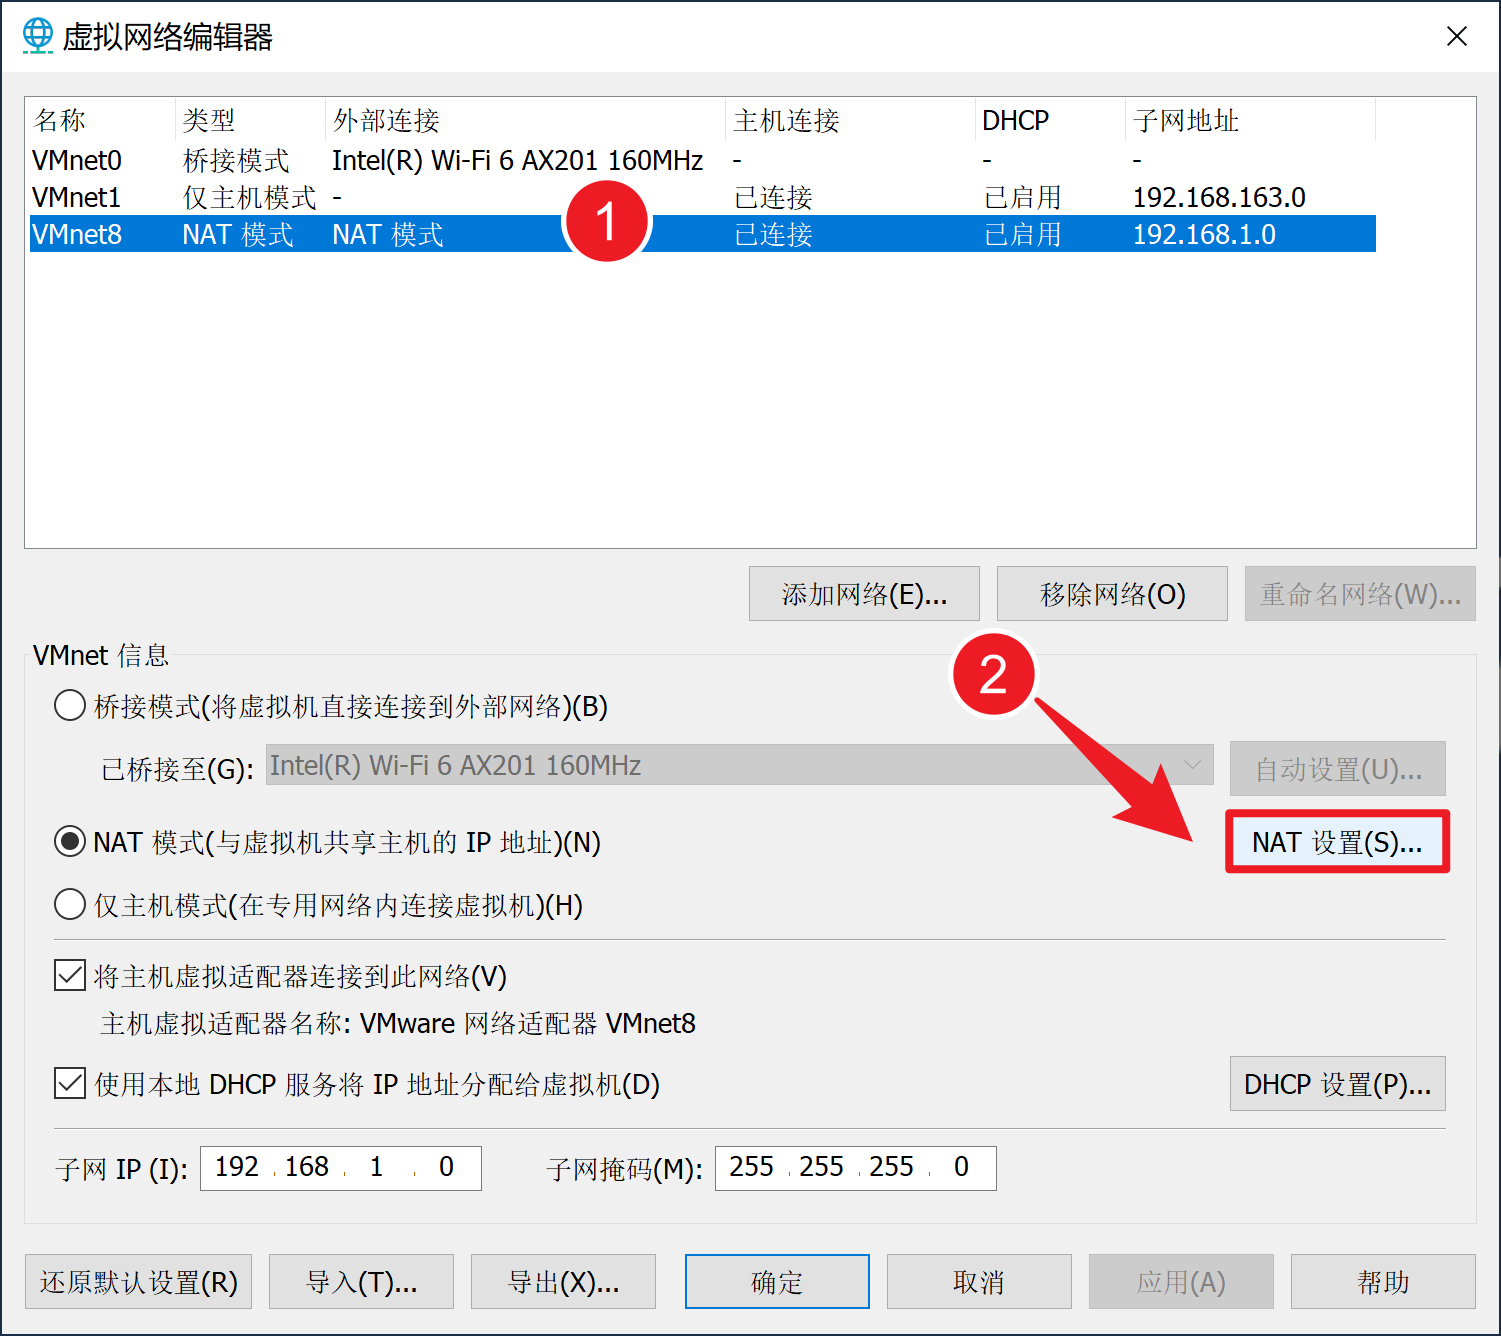 虚拟网络编辑器
名称 类型 外部连接 主机连接 DHCP 子网地址
VMnet0 桥接模式 Intel(R) Wi-Fi 6 AX201 160MHz - - -
VMnet1 仅主机模式 - 已连接 已启用 192.168.163.0
VMnet8 NAT 模式 NAT 模式 已连接 已启用 192.168.1.0
1
添加网络(E)... 移除网络(O) 重命名网络(W)...
VMnet 信息
2
桥接模式(将虚拟机直接连接到外部网络)(B)
已桥接至(G): Intel(R) Wi-Fi 6 AX201 160MHz 自动设置(U)...
NAT 模式(与虚拟机共享主机的 IP 地址)(N) NAT 设置(S)...
仅主机模式(在专用网络内连接虚拟机)(H)
将主机虚拟适配器连接到此网络(V)
主机虚拟适配器名称: VMware 网络适配器 VMnet8
使用本地 DHCP 服务将 IP 地址分配给虚拟机(D) DHCP 设置(P)...
子网 IP (I): 192 . 168 . 1 . 0 子网掩码(M): 255 . 255 . 255 . 0
还原默认设置(R) 导入(T)... 导出(X)... 确定 取消 应用(A) 帮助